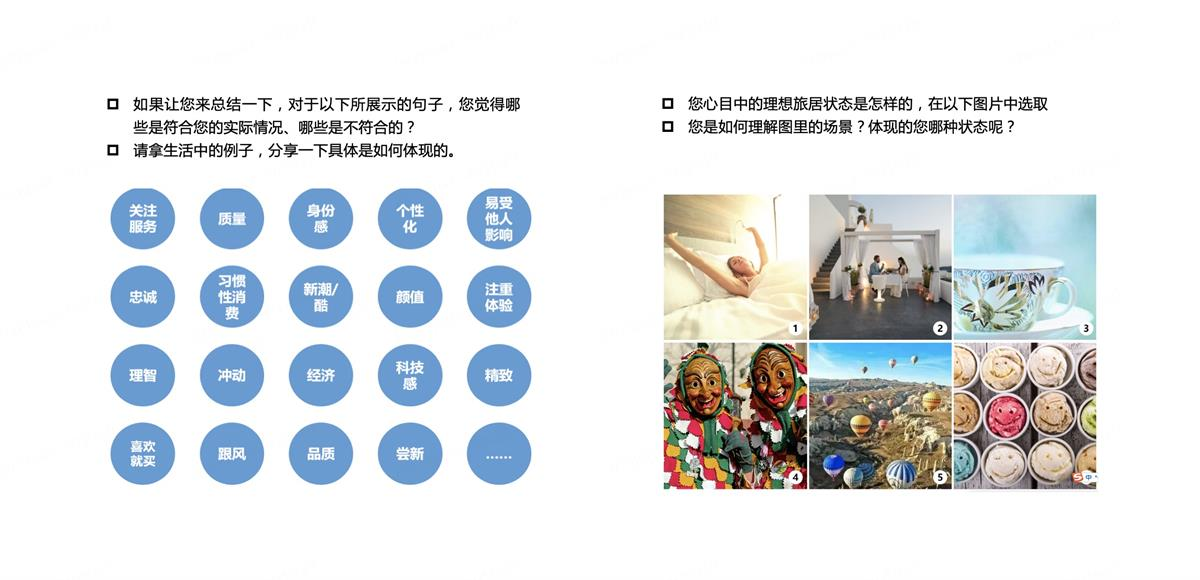 如果让您来总结一下，对于以下所展示的句子，您觉得哪
些是符合您的实际情况、哪些是不符合的？
请拿生活中的例子，分享一下具体是如何体现的。
关注
服务
质量
身份
感
个性
化
易受
他人
影响
忠诚
习惯
性消
费
新潮/
酷
颜值
注重
体验
理智
冲动
经济
科技
感
精致
喜欢
就买
跟风
品质
尝新
......
您心目中的理想旅居状态是怎样的，在以下图片中选取
您是如何理解图里的场景？体现的您哪种状态呢？
1
2
3
4
5
中